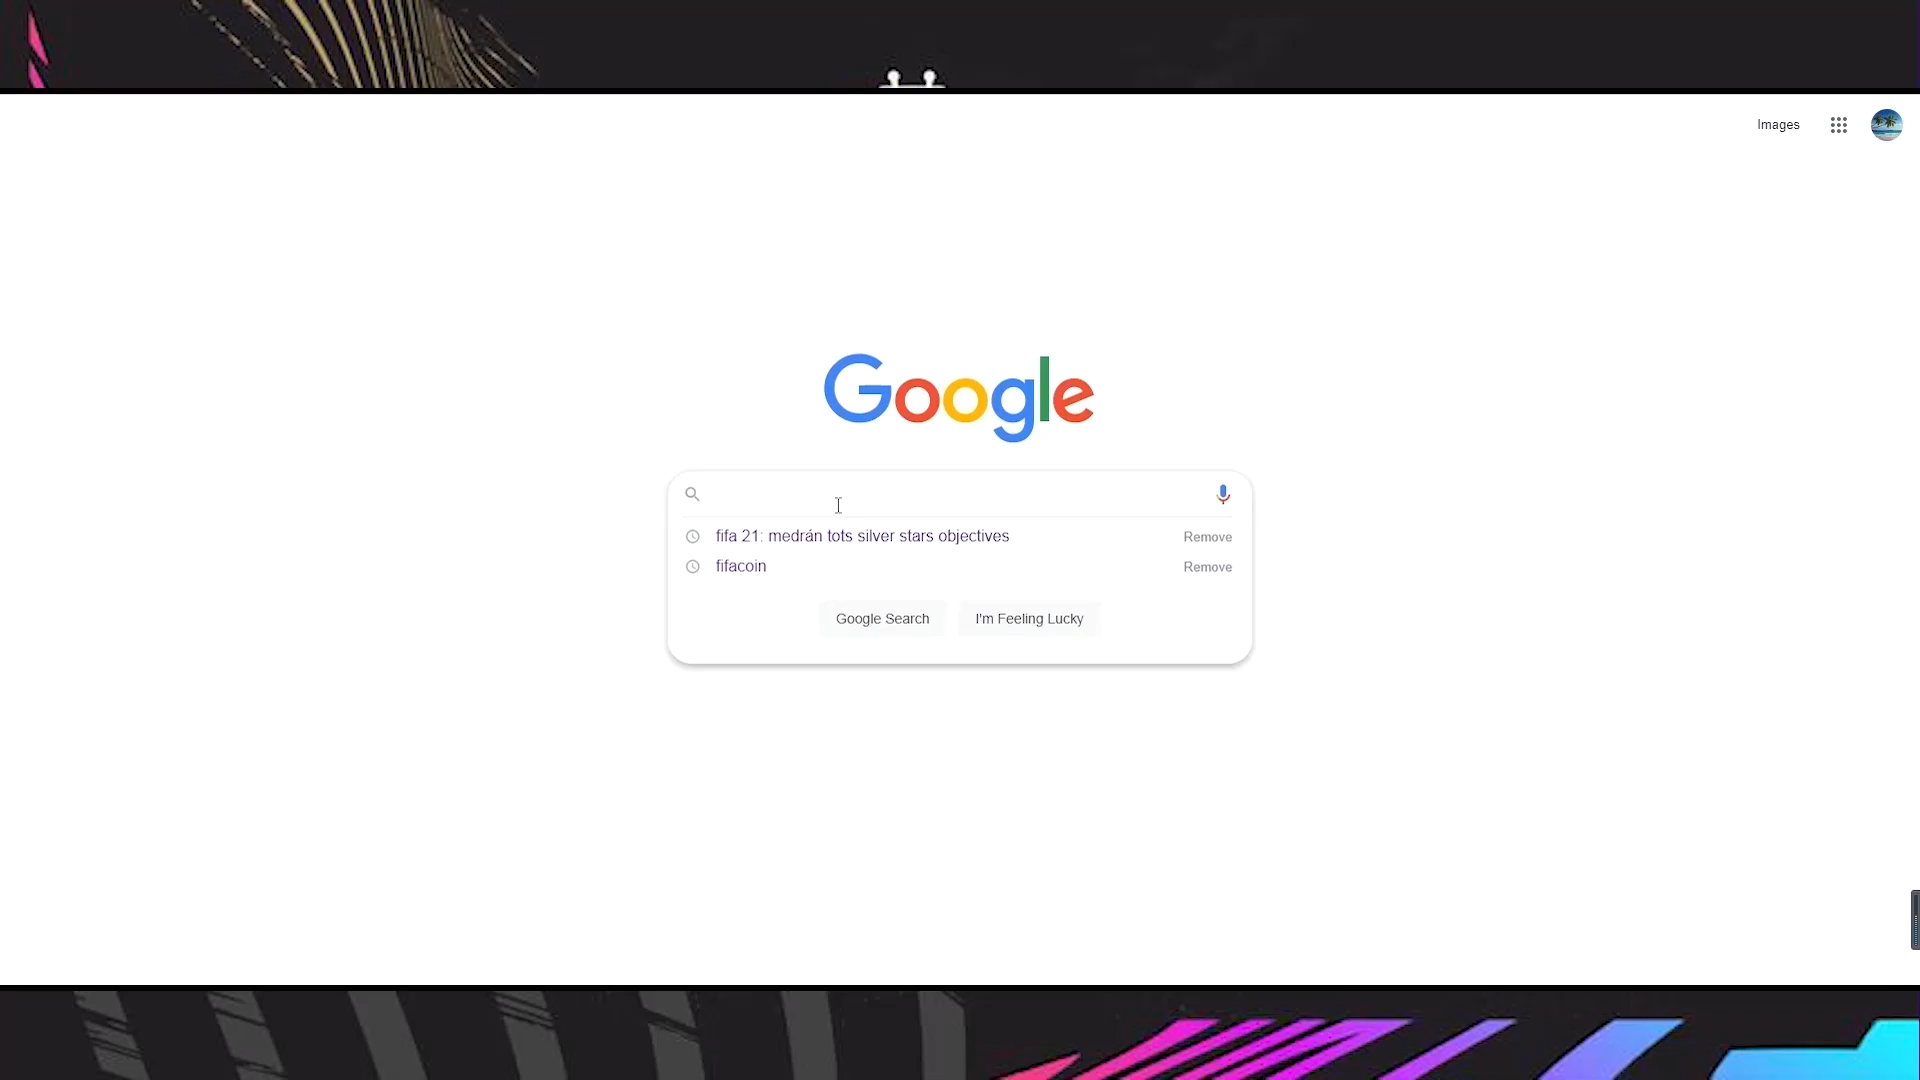 Images
Google
fifa 21: medrán tots silver stars objectives
Remove
fifacoin
Remove
Google Search
I'm Feeling Lucky